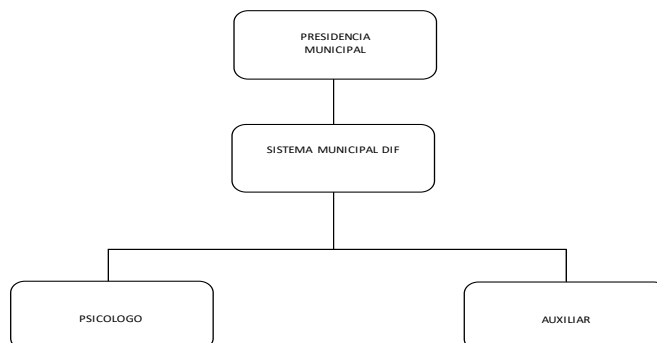 PRESIDENCIA
MUNICIPAL
SISTEMA MUNICIPAL DIF
PSICOLOGO
AUXILIAR